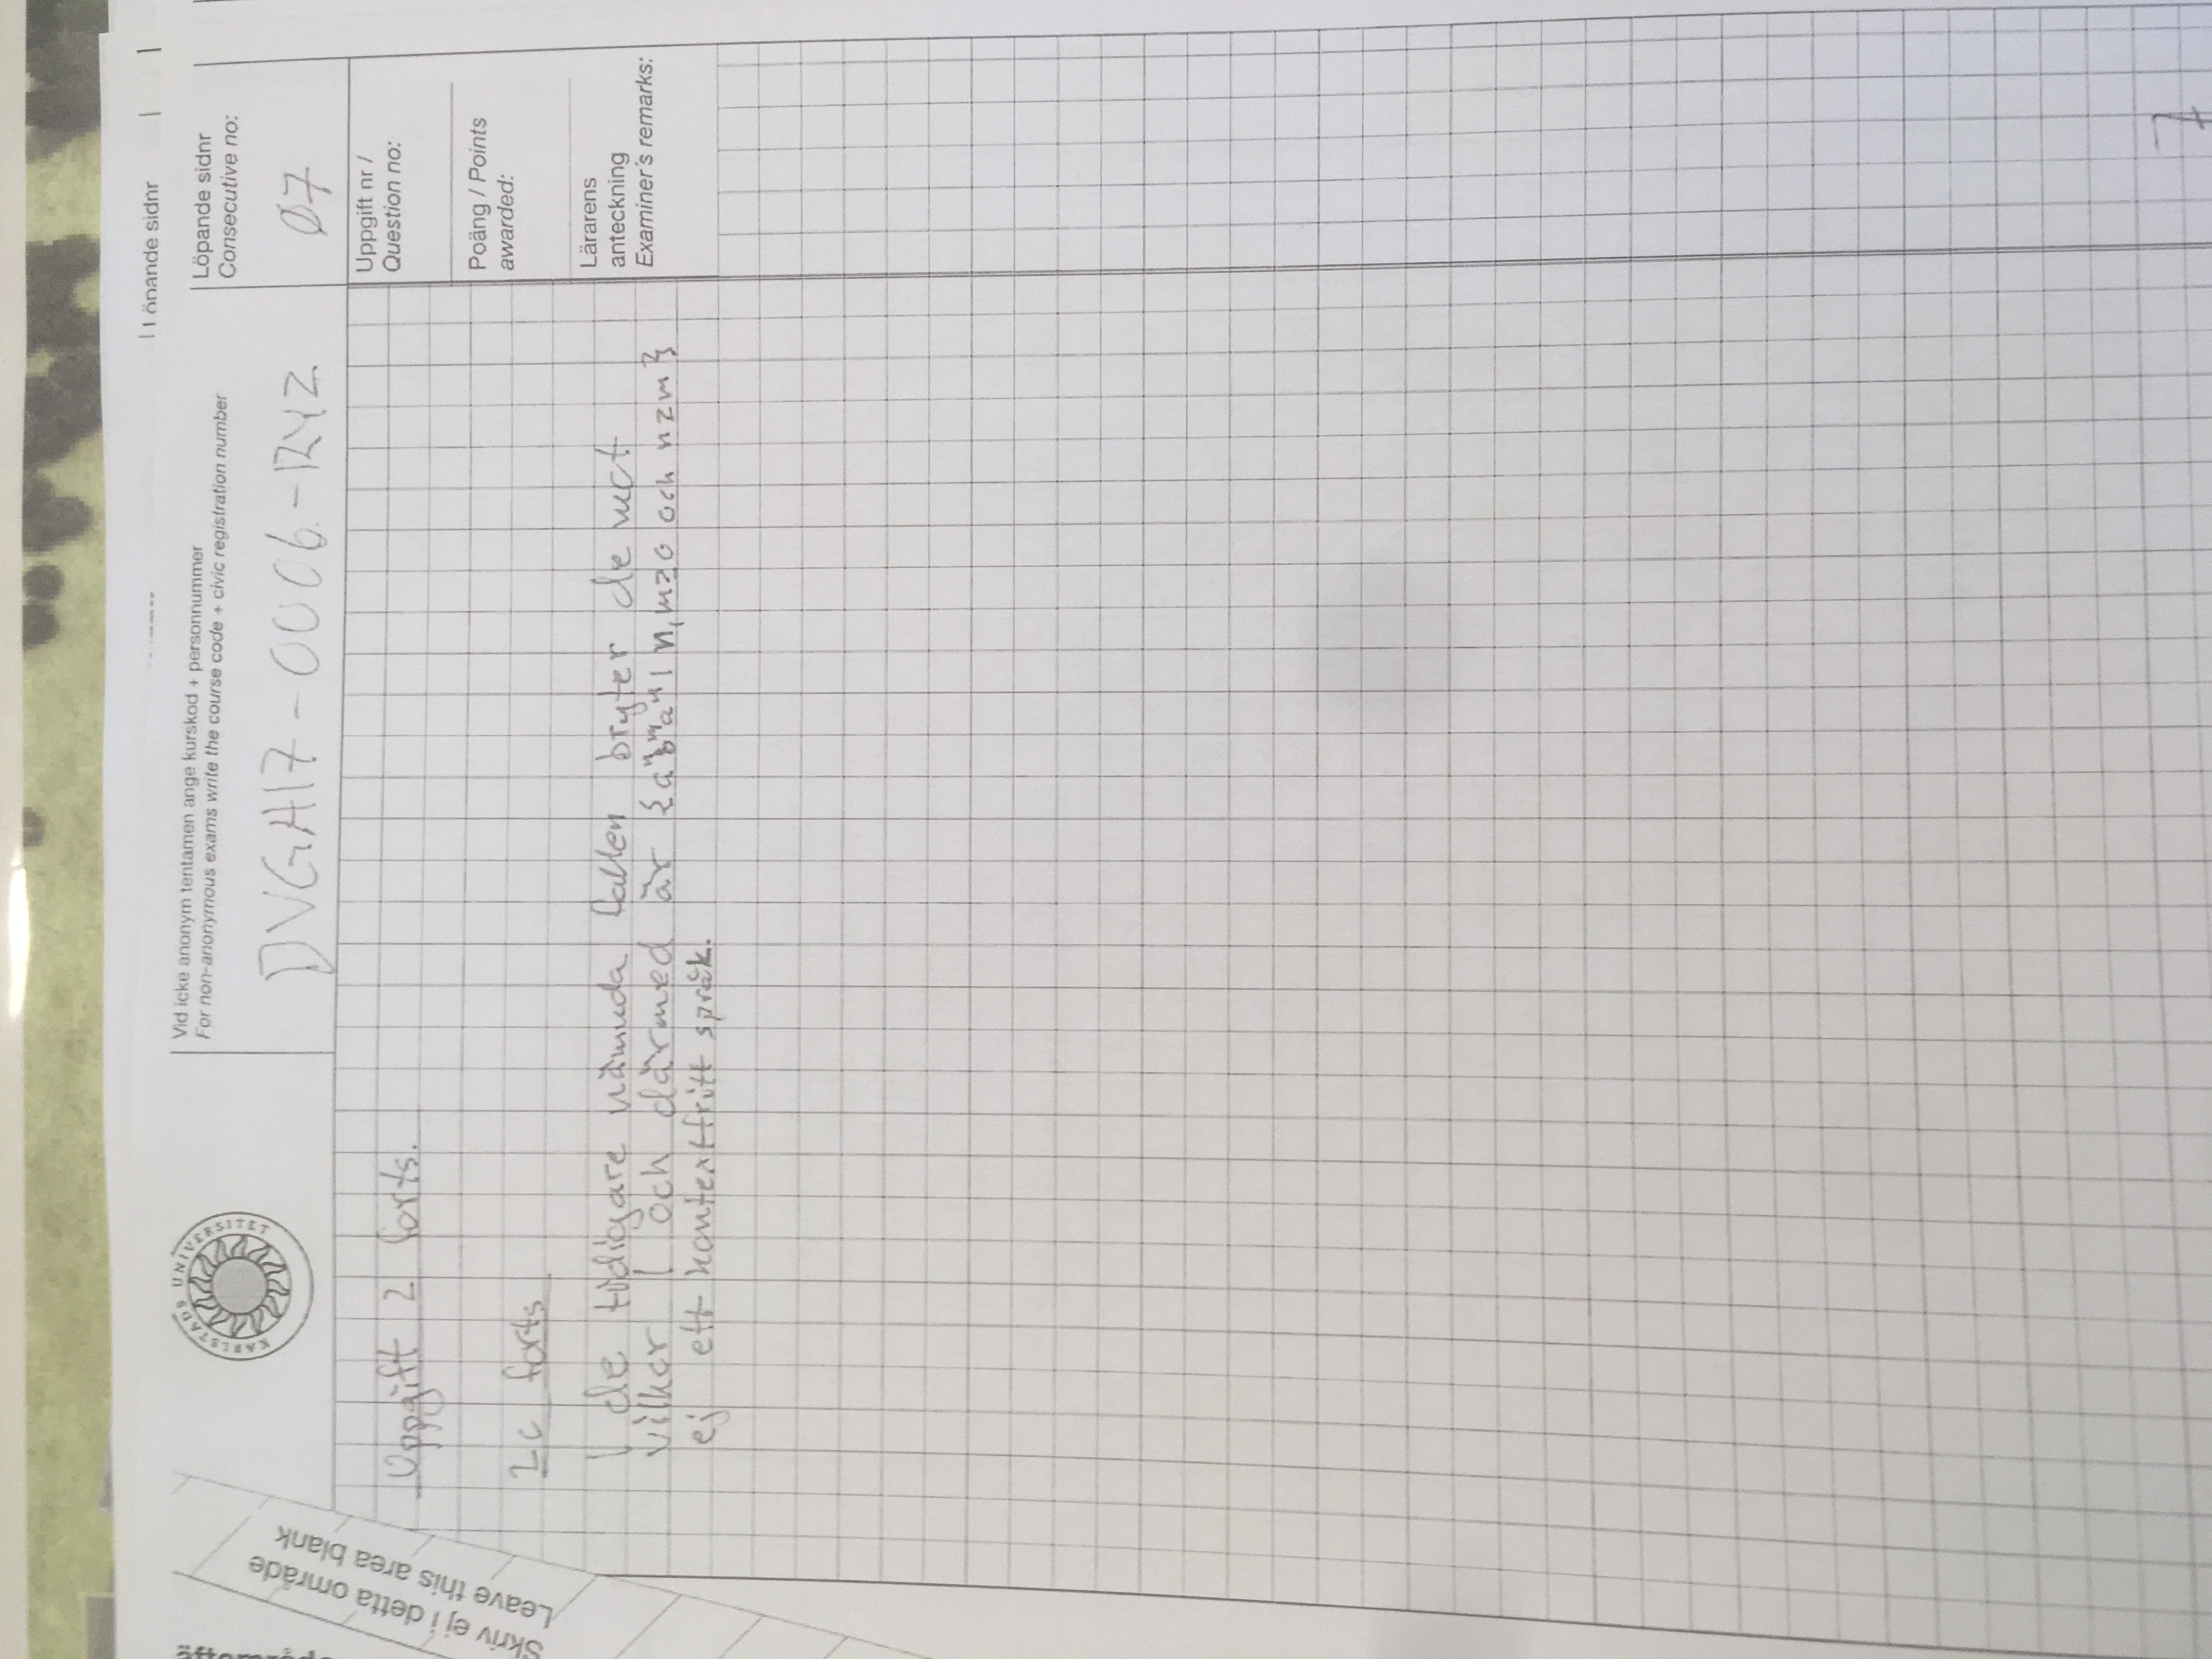 Löpande sidnr
KARLSTADS UNIVERSITET
Vid icke anonym tentamen ange kurskod + personnummer
For non-anonymous exams write the course code + civic registration number
DVGA17-0006-RYZ
Löpande sidnr
Consecutive no:
Ø7
Skriv ej i detta område
Leave this area blank
Uppgift nr /
Question no:
Poäng / Points
awarded:
Lärarens
anteckning
Examiner's remarks:
Uppgift 2 forts.
2c forts
I de tidigare nämnda fallen bryter de mot
vilkor 1 och därmed är {aⁿbᵐaⁿ | n,m≥0 och n≥m}
ej ett kontextfritt språk.
7